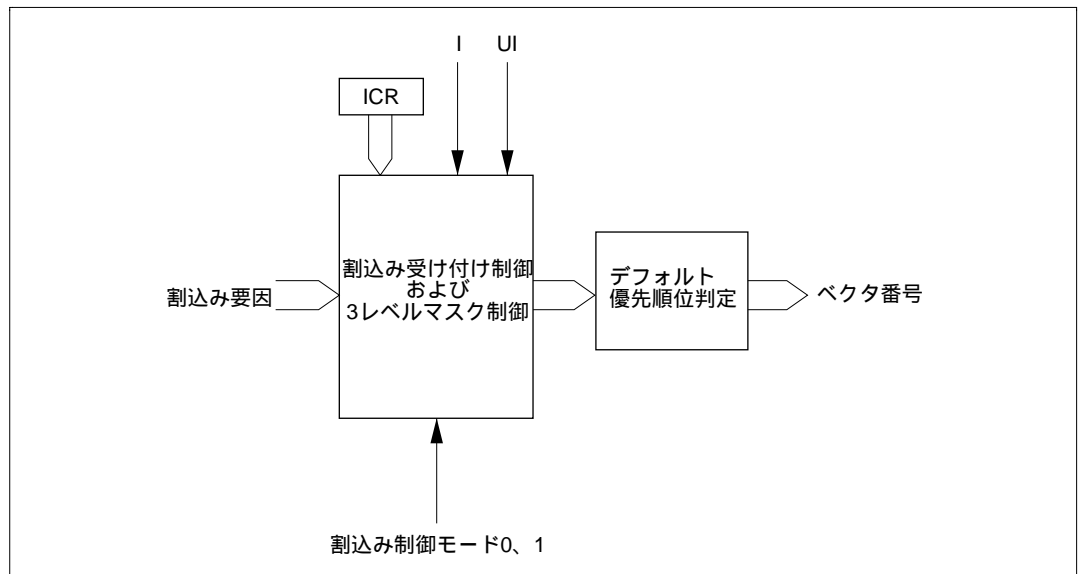 I
UI
ICR
割込み要因
割込み受け付け制御
および
3レベルマスク制御
デフォルト
優先順位判定
ベクタ番号
割込み制御モード0、1